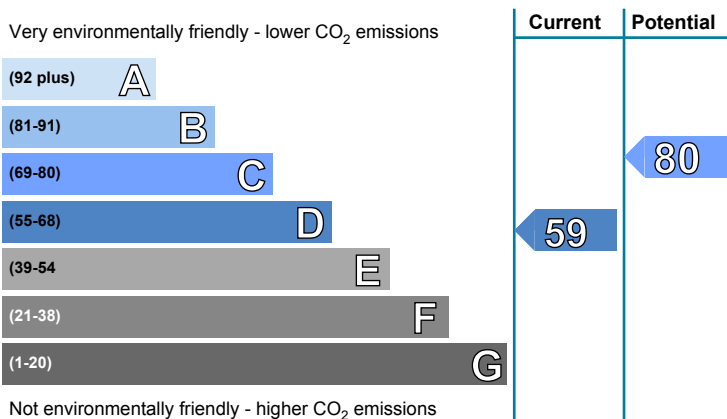 Very environmentally friendly - lower CO2 emissions
Current
Potential
(92 plus) A
(81-91) B
(69-80) C
80
(55-68) D
59
(39-54 E
(21-38) F
(1-20) G
Not environmentally friendly - higher CO2 emissions